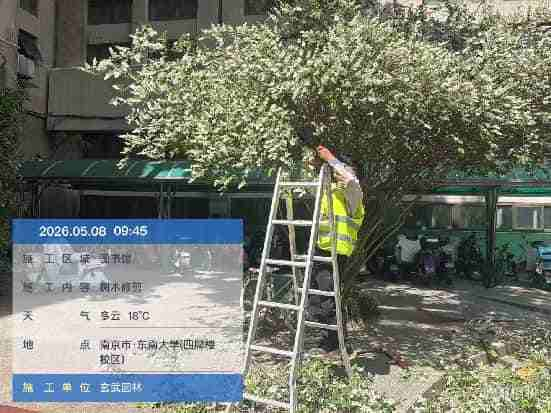 2026.05.08 09:45
施工区域 图书馆
施工内容 树木修剪
天 气 多云 18℃
地 点 南京市·东南大学(四牌楼
校区)
施工单位 玄武园林